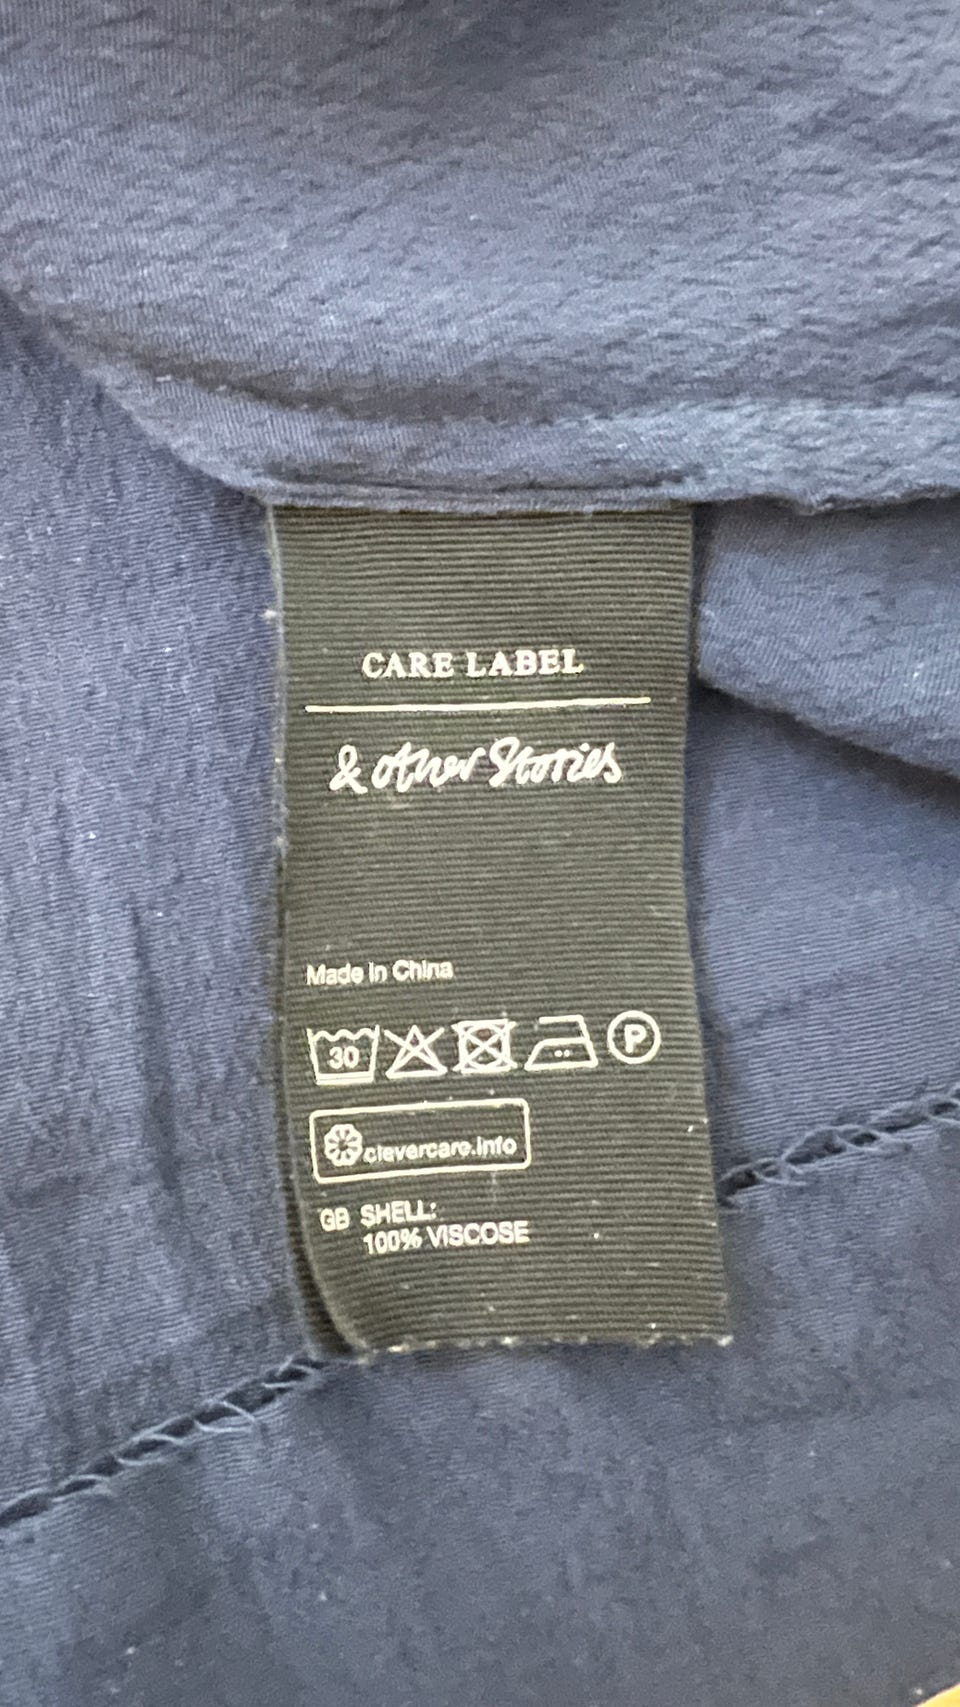 CARE LABEL
& other Stories
Made in China
30 P
clevercare.info
GB SHELL:
100% VISCOSE